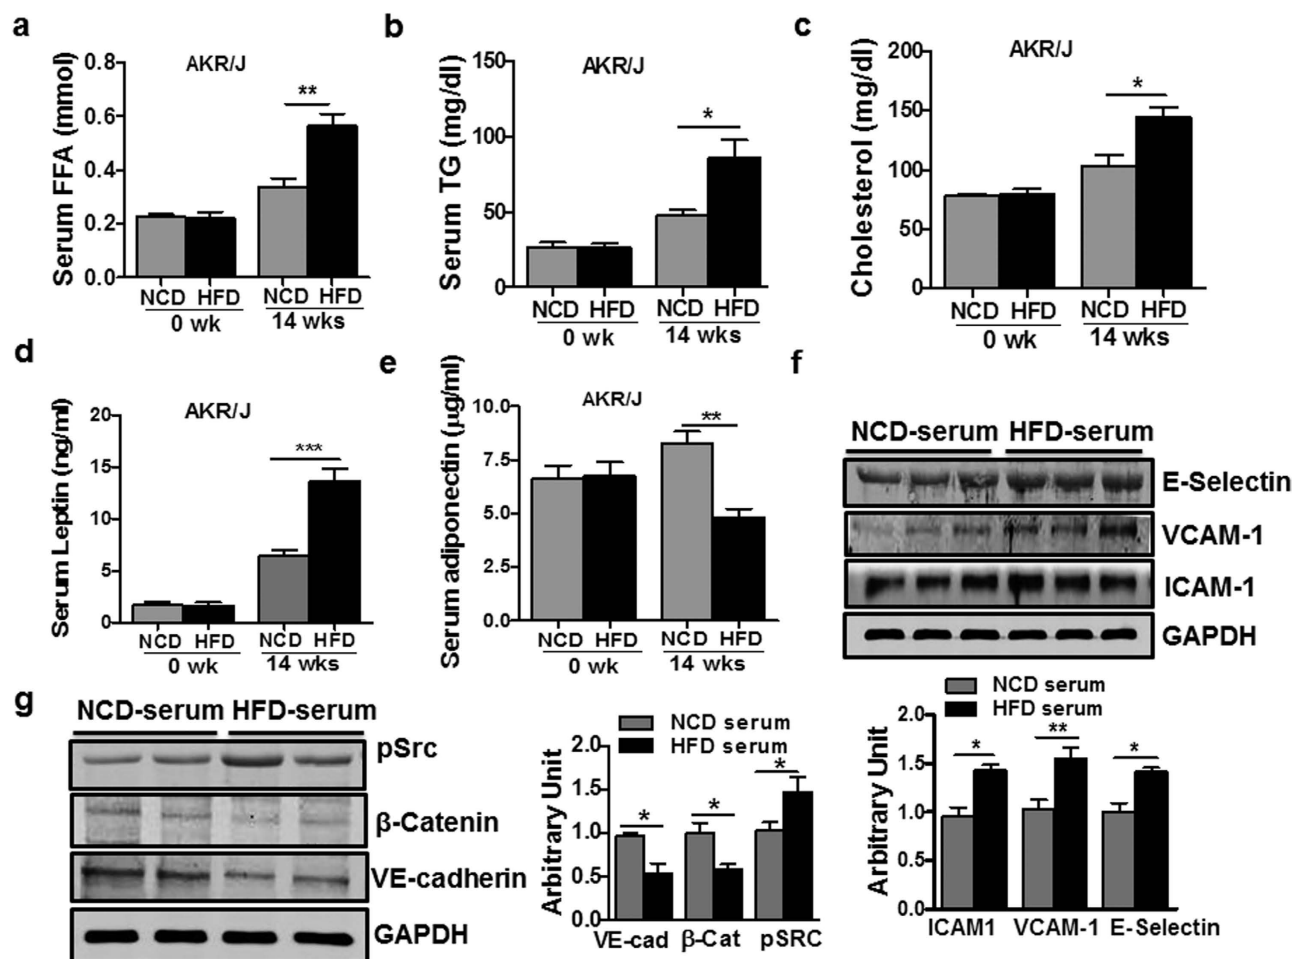 a
AKR/J
Serum FFA (mmol)
0.8
0.6
0.4
0.2
0.0
**
NCD HFD NCD HFD
0 wk 14 wks
b
AKR/J
Serum TG (mg/dl)
150
100
50
0
*
NCD HFD NCD HFD
0 wk 14 wks
c
AKR/J
Cholesterol (mg/dl)
200
150
100
50
0
*
NCD HFD NCD HFD
0 wk 14 wks
d
AKR/J
Serum Leptin (ng/ml)
20
15
10
5
0
***
NCD HFD NCD HFD
0 wk 14 wks
e
AKR/J
Serum adiponectin (μg/ml)
10.0
7.5
5.0
2.5
0.0
**
NCD HFD NCD HFD
0 wk 14 wks
f
NCD-serum HFD-serum
E-Selectin
VCAM-1
ICAM-1
GAPDH
NCD serum
HFD serum
Arbitrary Unit
2.0
1.5
1.0
0.5
0.0
* ** *
ICAM1 VCAM-1 E-Selectin
g
NCD-serum HFD-serum
pSrc
β-Catenin
VE-cadherin
GAPDH
NCD serum
HFD serum
Arbitrary Unit
2.0
1.5
1.0
0.5
0.0
* * *
VE-cad β-Cat pSRC